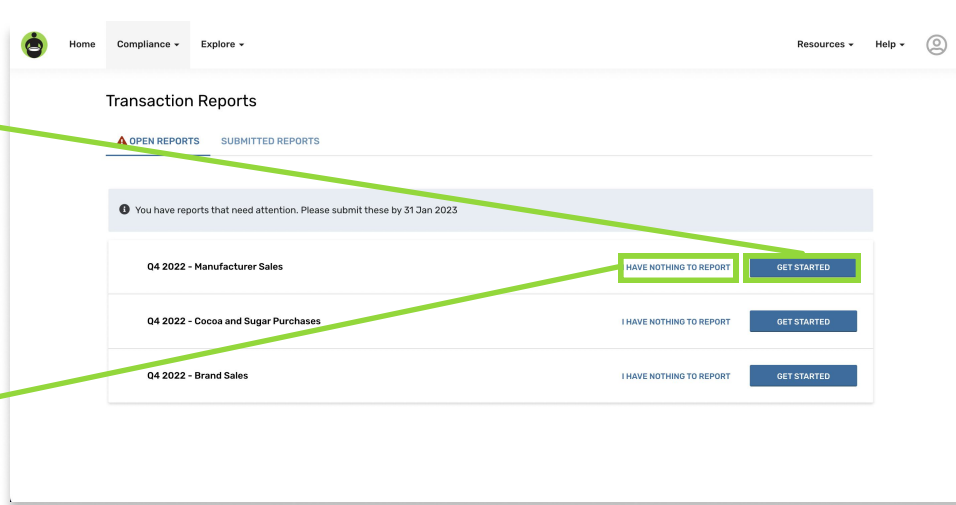 Home Compliance Explore Resources Help
Transaction Reports
OPEN REPORTS SUBMITTED REPORTS
You have reports that need attention. Please submit these by 31 Jan 2023
Q4 2022 - Manufacturer Sales HAVE NOTHING TO REPORT GET STARTED
Q4 2022 - Cocoa and Sugar Purchases I HAVE NOTHING TO REPORT GET STARTED
Q4 2022 - Brand Sales I HAVE NOTHING TO REPORT GET STARTED